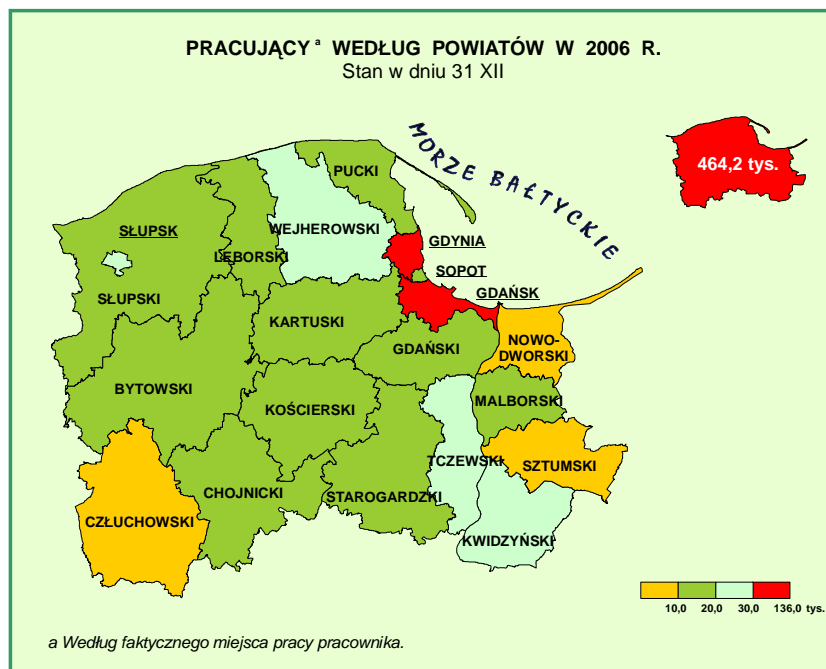 PRACUJĄCY a WEDŁUG POWIATÓW W 2006 R.
Stan w dniu 31 XII
MORZE BAŁTYCKIE
464,2 tys.
PUCKI
SŁUPSK
WEJHEROWSKI
GDYNIA
LĘBORSKI
SOPOT
GDAŃSK
SŁUPSKI
KARTUSKI
NOWO-
DWORSKI
GDAŃSKI
BYTOWSKI
KOŚCIERSKI
MALBORSKI
TCZEWSKI
SZTUMSKI
CHOJNICKI
STAROGARDZKI
CZŁUCHOWSKI
KWIDZYŃSKI
10,0 20,0 30,0 136,0 tys.
a Według faktycznego miejsca pracy pracownika.